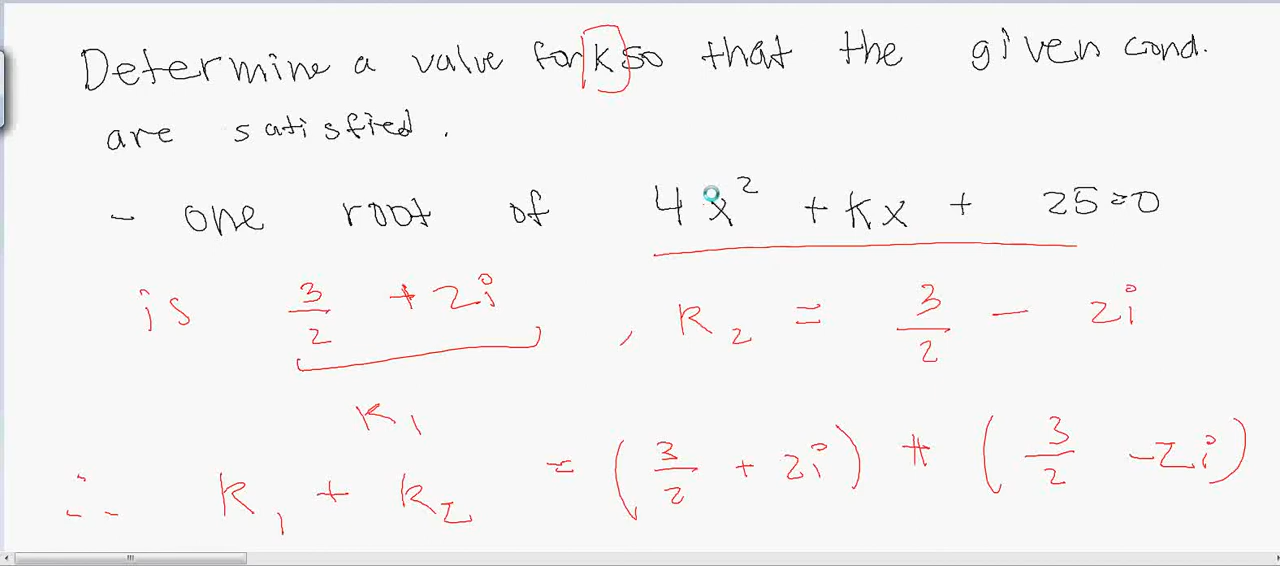 Determine a value for k so that the given cond.
are satisfied.
- one root of 4x² + kx + 25 = 0
is 3/2 + 2i , R₂ = 3/2 - 2i
R₁
∴ R₁ + R₂ = (3/2 + 2i) + (3/2 - 2i)